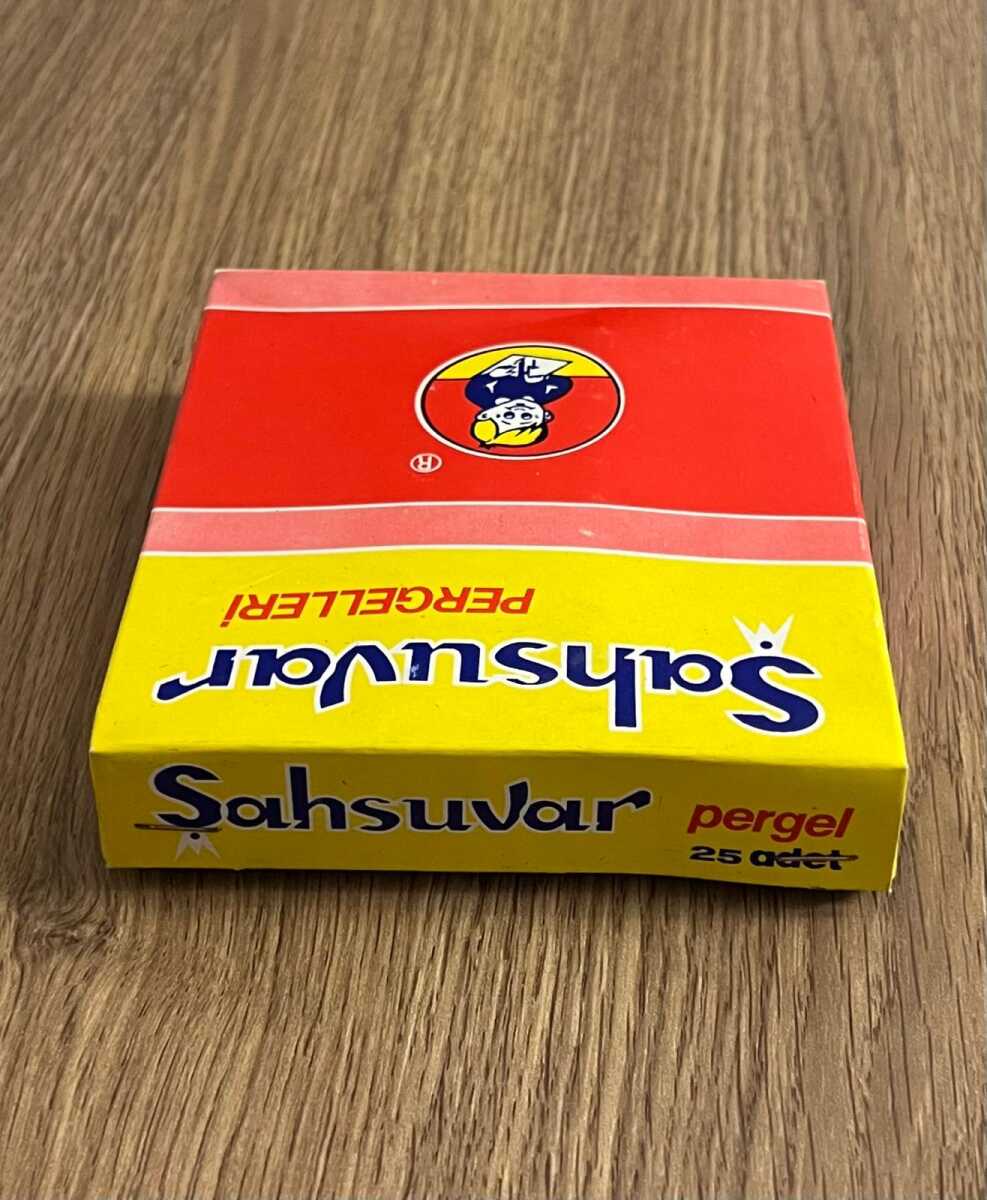 ®
PERGELLERİ
Şahsuvar
Şahsuvar
pergel
25 adet